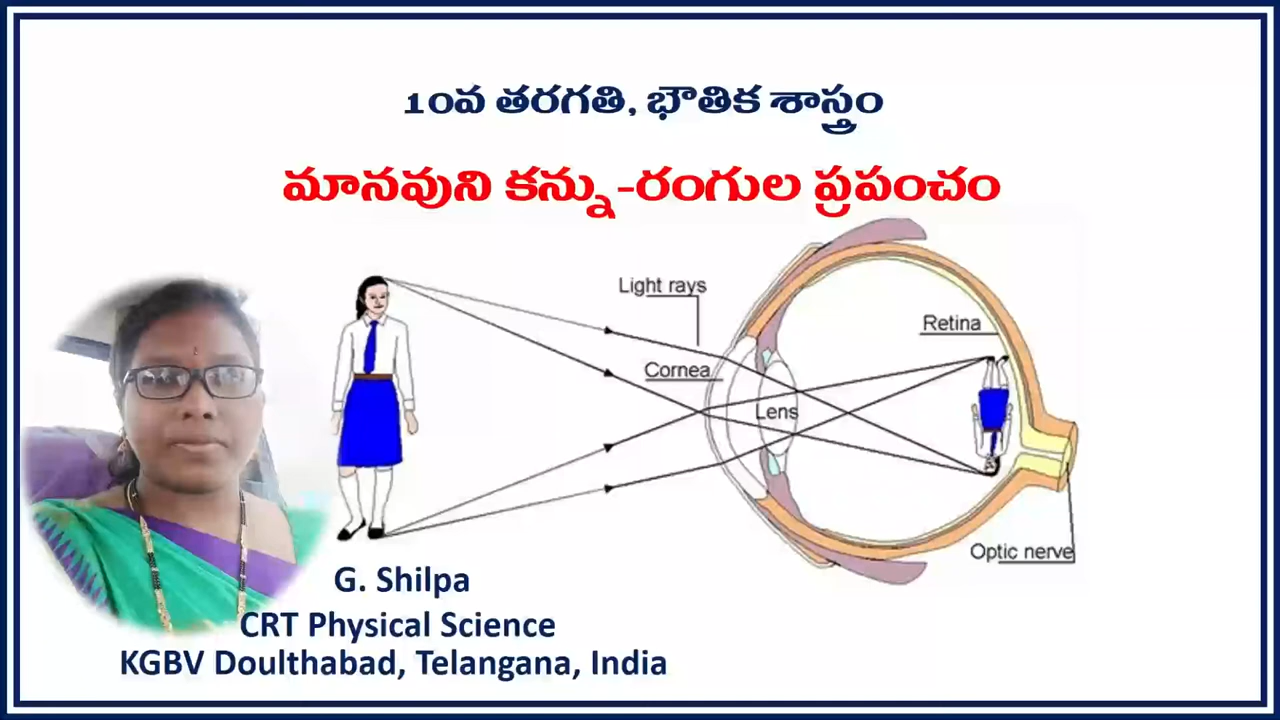 10వ తరగతి, భౌతిక శాస్త్రం
మానవుని కన్ను-రంగుల ప్రపంచం
Light rays
Retina
Cornea
Lens
Optic nerve
G. Shilpa
CRT Physical Science
KGBV Doulthabad, Telangana, India